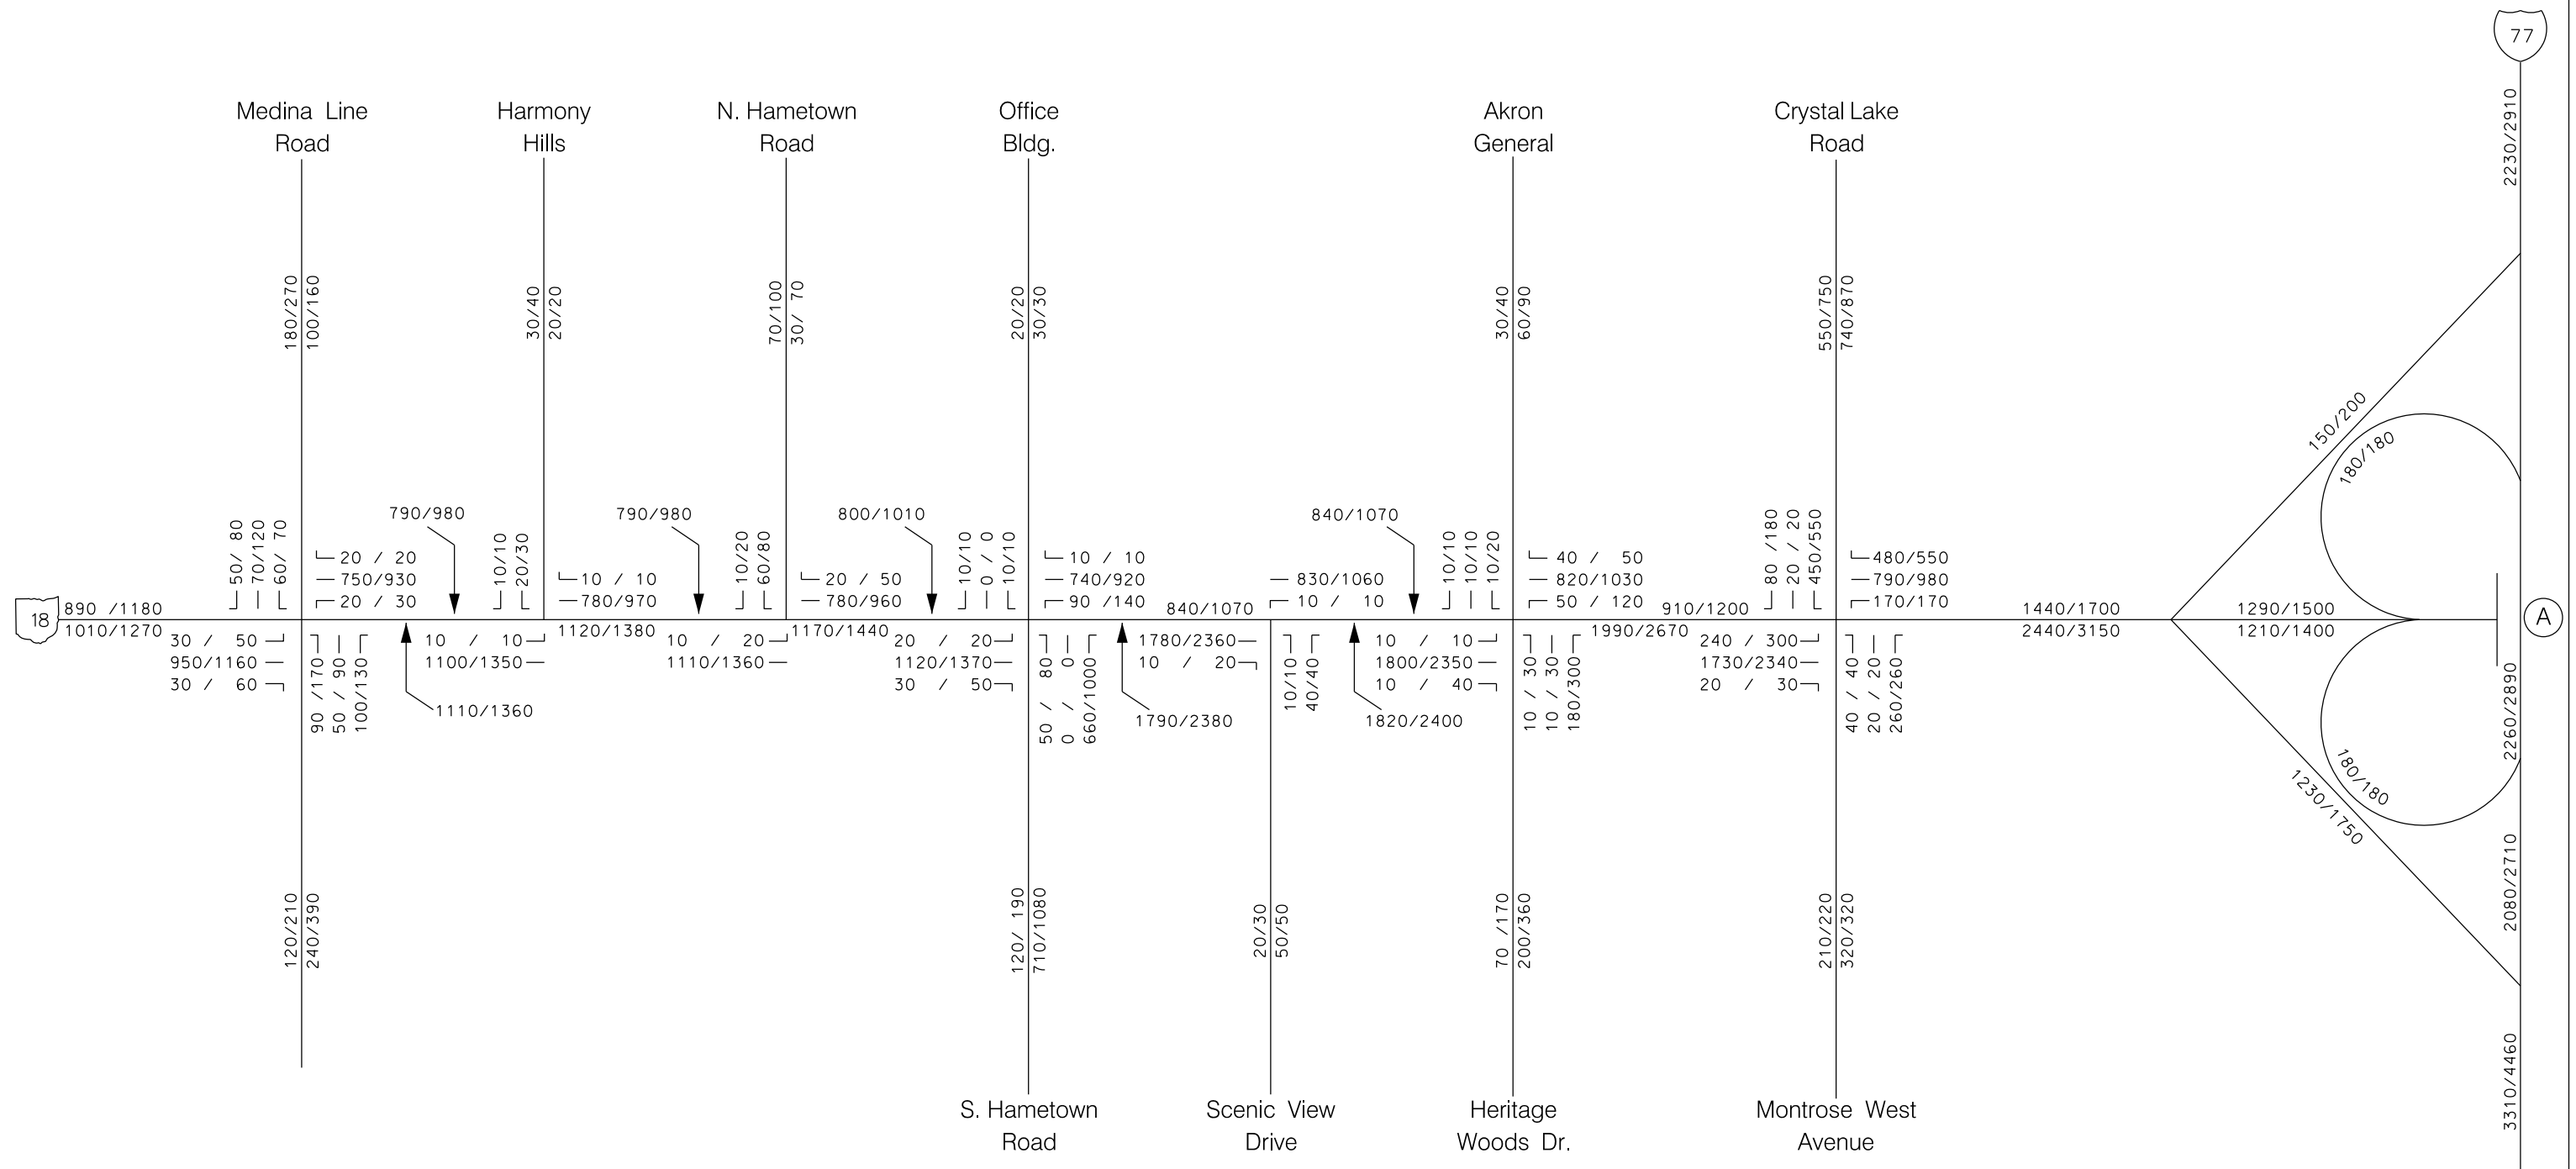 77
2230/2910
Medina Line
Road
Harmony
Hills
N. Hametown
Road
Office
Bldg.
Akron
General
Crystal Lake
Road
180/270
100/160
30/40
20/20
70/100
30/ 70
20/20
30/30
30/40
60/90
550/750
740/870
150/200
180/180
790/980
790/980
800/1010
840/1070
50/ 80
70/120
60/ 70
20 / 20
750/930
20 / 30
10/10
20/30
10 / 10
780/970
10/20
60/80
20 / 50
780/960
10/10
0 / 0
10/10
10 / 10
740/920
90 /140
830/1060
10 / 10
10/10
10/10
10/20
40 / 50
820/1030
50 / 120
80 /180
20 / 20
450/550
480/550
790/980
170/170
18
890 /1180
1010/1270
1120/1380
1170/1440
840/1070
910/1200
1990/2670
1440/1700
2440/3150
1290/1500
1210/1400
A
30 / 50
950/1160
30 / 60
90 /170
50 / 90
100/130
10 / 10
1100/1350
10 / 20
1110/1360
20 / 20
1120/1370
30 / 50
50 / 80
0 / 0
660/1000
1780/2360
10 / 20
10/10
40/40
10 / 10
1800/2350
10 / 40
10 / 30
10 / 30
180/300
240 / 300
1730/2340
20 / 30
40 / 40
20 / 20
260/260
1110/1360
1790/2380
1820/2400
180/180
1230/1750
2260/2890
2080/2710
120/210
240/390
120/ 190
710/1080
20/30
50/50
70 /170
200/360
210/220
320/320
3310/4460
S. Hametown
Road
Scenic View
Drive
Heritage
Woods Dr.
Montrose West
Avenue